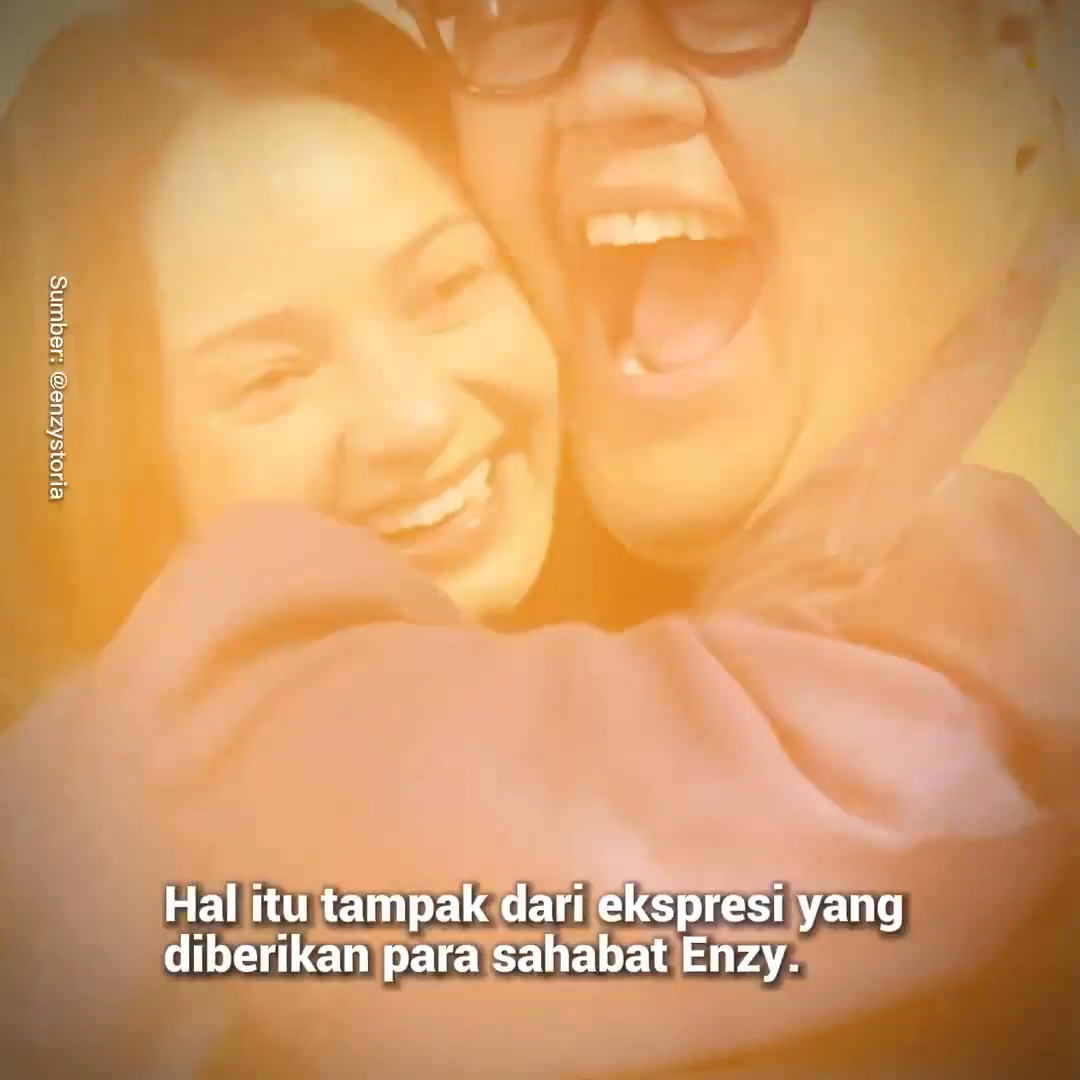 Sumber: @enzystoria
Hal itu tampak dari ekspresi yang
diberikan para sahabat Enzy.